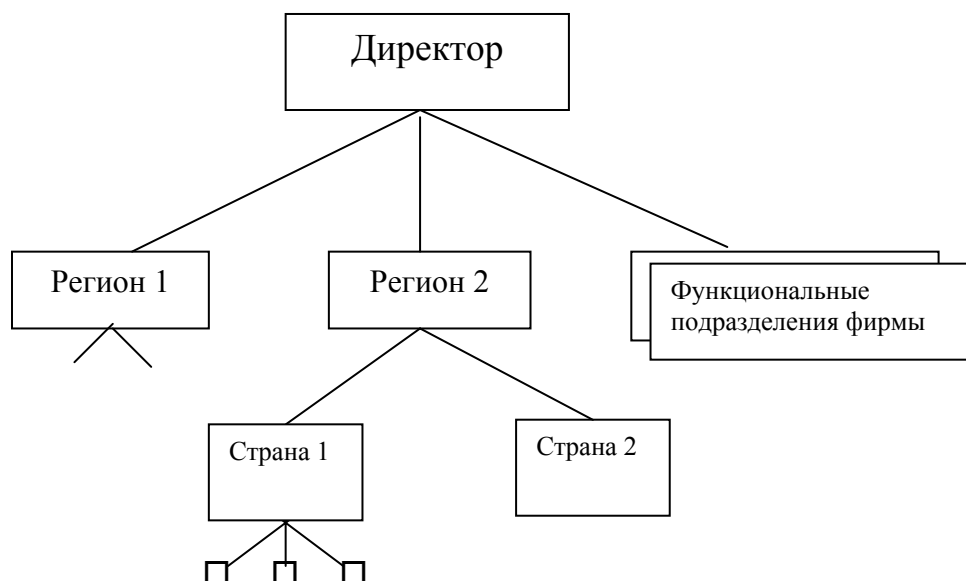 Директор
Регион 1
Регион 2
Функциональные
подразделения фирмы
Страна 1
Страна 2